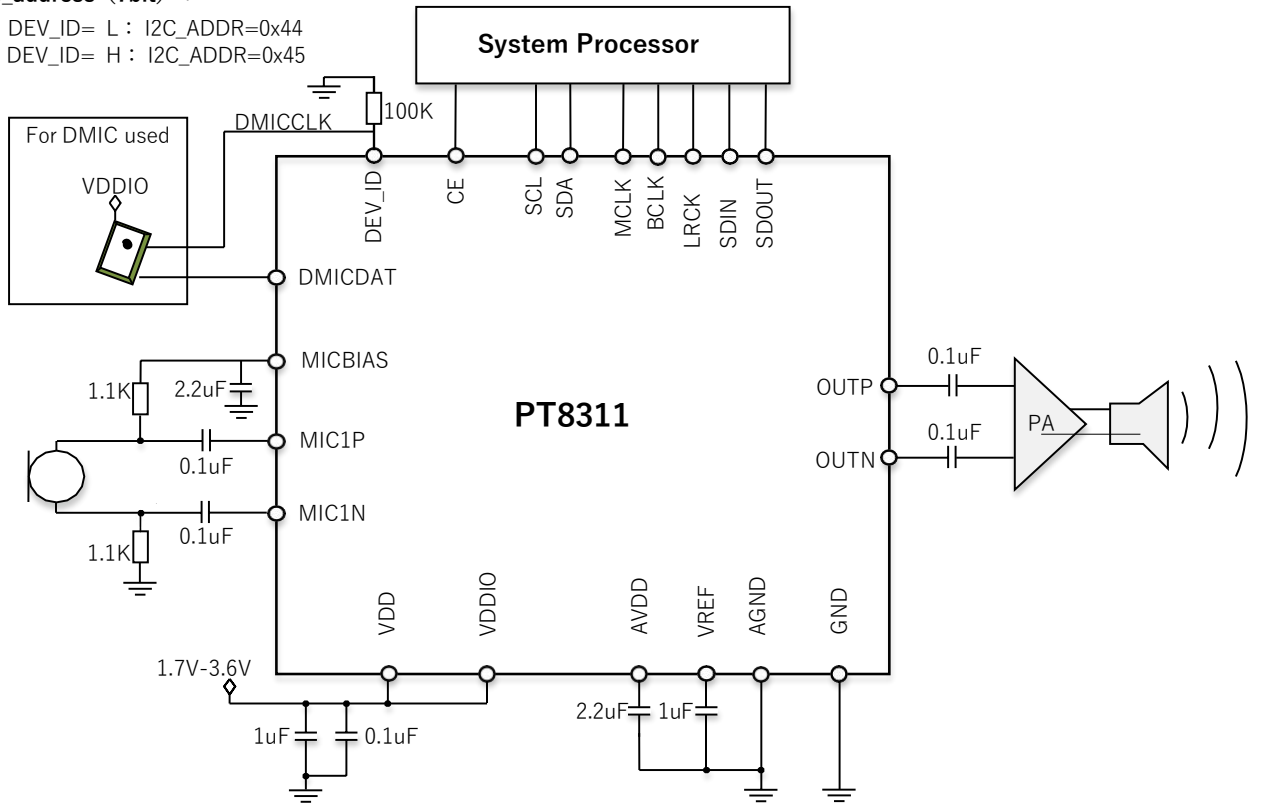 _address (7bit)
DEV_ID= L: I2C_ADDR=0x44
DEV_ID= H: I2C_ADDR=0x45
System Processor
100K
DMICCLK
For DMIC used
VDDIO
DEV_ID
CE
SCL
SDA
MCLK
BCLK
LRCK
SDIN
SDOUT
DMICDAT
MICBIAS
1.1K
2.2uF
MIC1P
0.1uF
MIC1N
0.1uF
1.1K
PT8311
OUTP
0.1uF
OUTN
0.1uF
PA
VDD
VDDIO
AVDD
VREF
AGND
GND
1.7V-3.6V
1uF
0.1uF
2.2uF
1uF